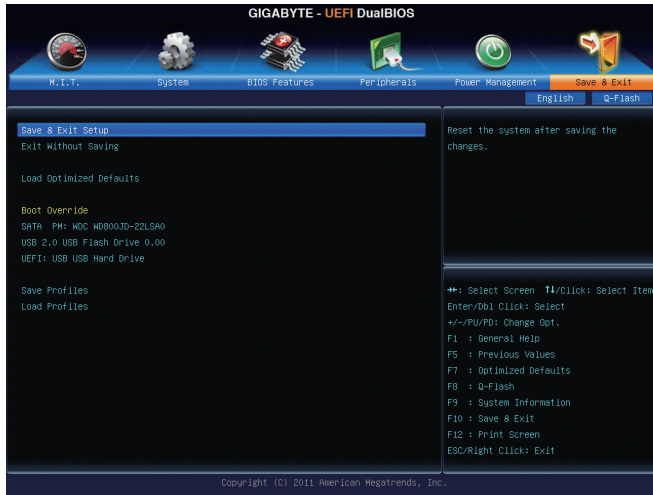 GIGABYTE - UEFI DualBIOS
M.I.T.
System
BIOS Features
Peripherals
Power Management
Save & Exit
English
Q-Flash
Save & Exit Setup
Exit Without Saving
Load Optimized Defaults
Boot Override
SATA PM: WDC WD800JD-22LSA0
USB 2.0 USB Flash Drive 0.00
UEFI: USB USB Hard Drive
Save Profiles
Load Profiles
Reset the system after saving the
changes.
→←: Select Screen ↑↓/Click: Select Item
Enter/Dbl Click: Select
+/-/PU/PD: Change Opt.
F1 : General Help
F5 : Previous Values
F7 : Optimized Defaults
F8 : Q-Flash
F9 : System Information
F10 : Save & Exit
F12 : Print Screen
ESC/Right Click: Exit
Copyright (C) 2011 American Megatrends, Inc.